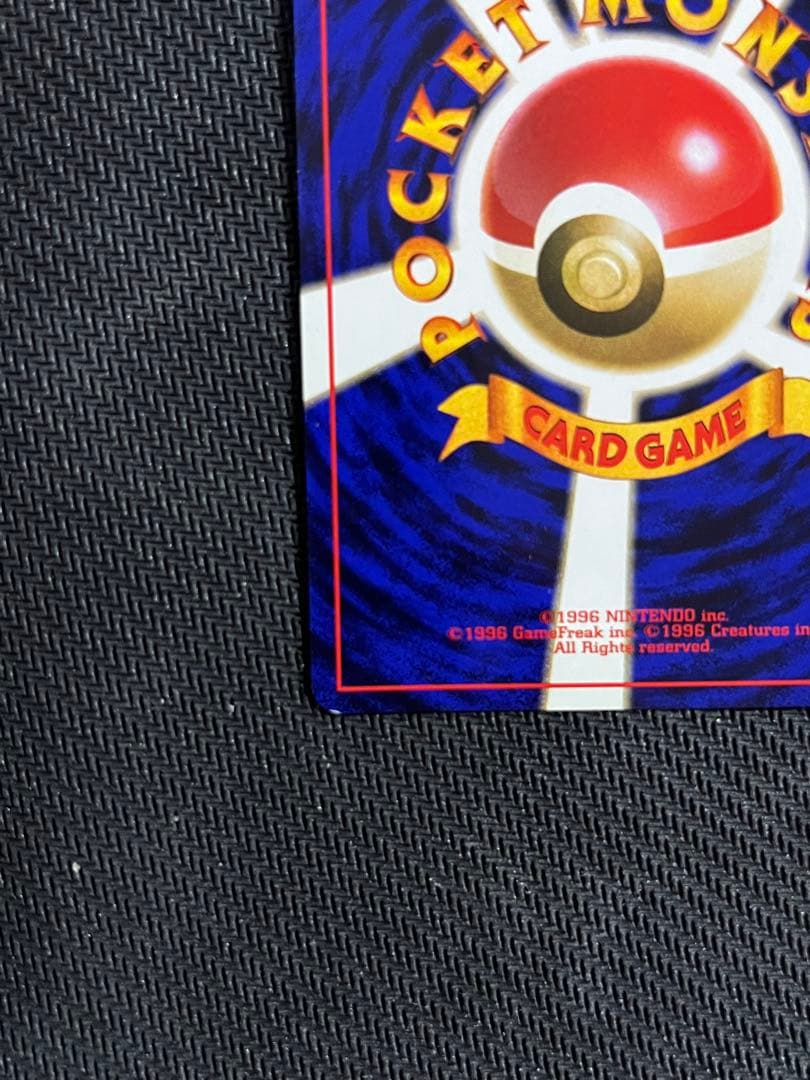 POCKET MONS
CARD GAME
©1996 NINTENDO inc.
©1996 GameFreak inc. ©1996 Creatures in
All Rights reserved.